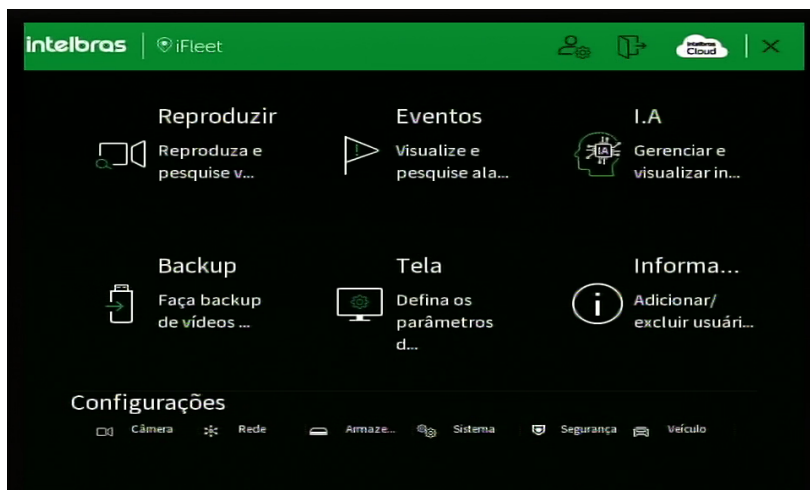 intelbras iFleet intelbras Cloud
Reproduzir Eventos I.A
Reproduza e Visualize e IA Gerenciar e
pesquise v... pesquise ala... visualizar in...
Backup Tela Informa...
Faça backup Defina os Adicionar/
de vídeos ... parâmetros excluir usuári...
d...
Configurações
Câmera Rede Armaze... Sistema Segurança Veículo